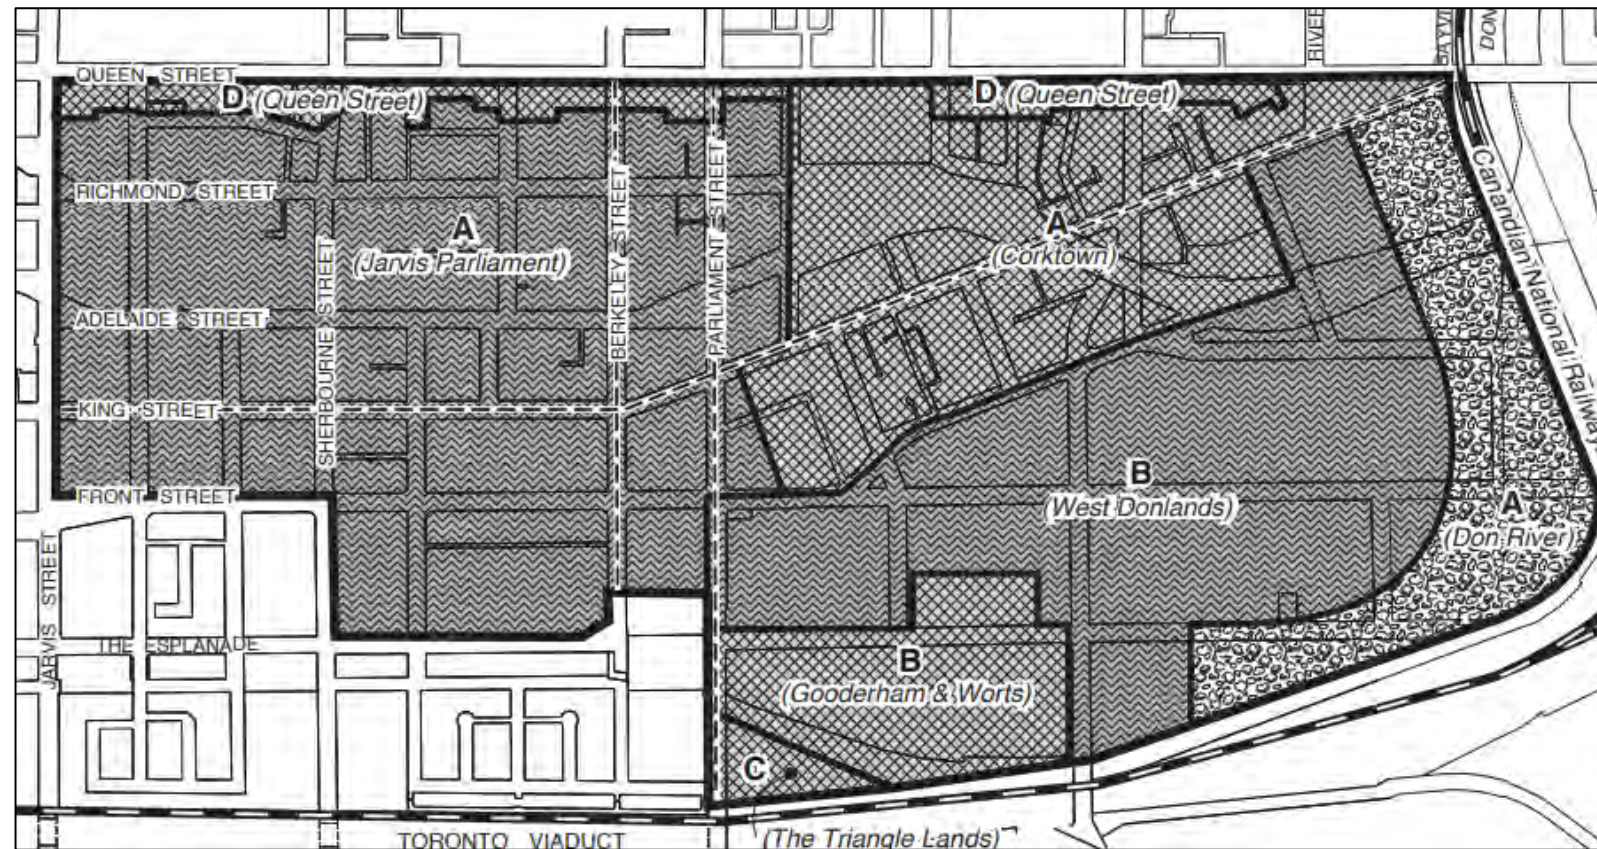 RIVER
BAYVI
DON
QUEEN STREET
D (Queen Street)
D (Queen Street)
Canandian National Railway
RICHMOND STREET
A
(Jarvis Parliament)
BERKELEY STREET
PARLIAMENT STREET
A
(Corktown)
SHERBOURNE STREET
ADELAIDE STREET
KING STREET
FRONT STREET
B
(West Donlands)
A
(Don River)
JARVIS STREET
THE ESPLANADE
B
(Gooderham & Worts)
C
TORONTO VIADUCT
(The Triangle Lands)